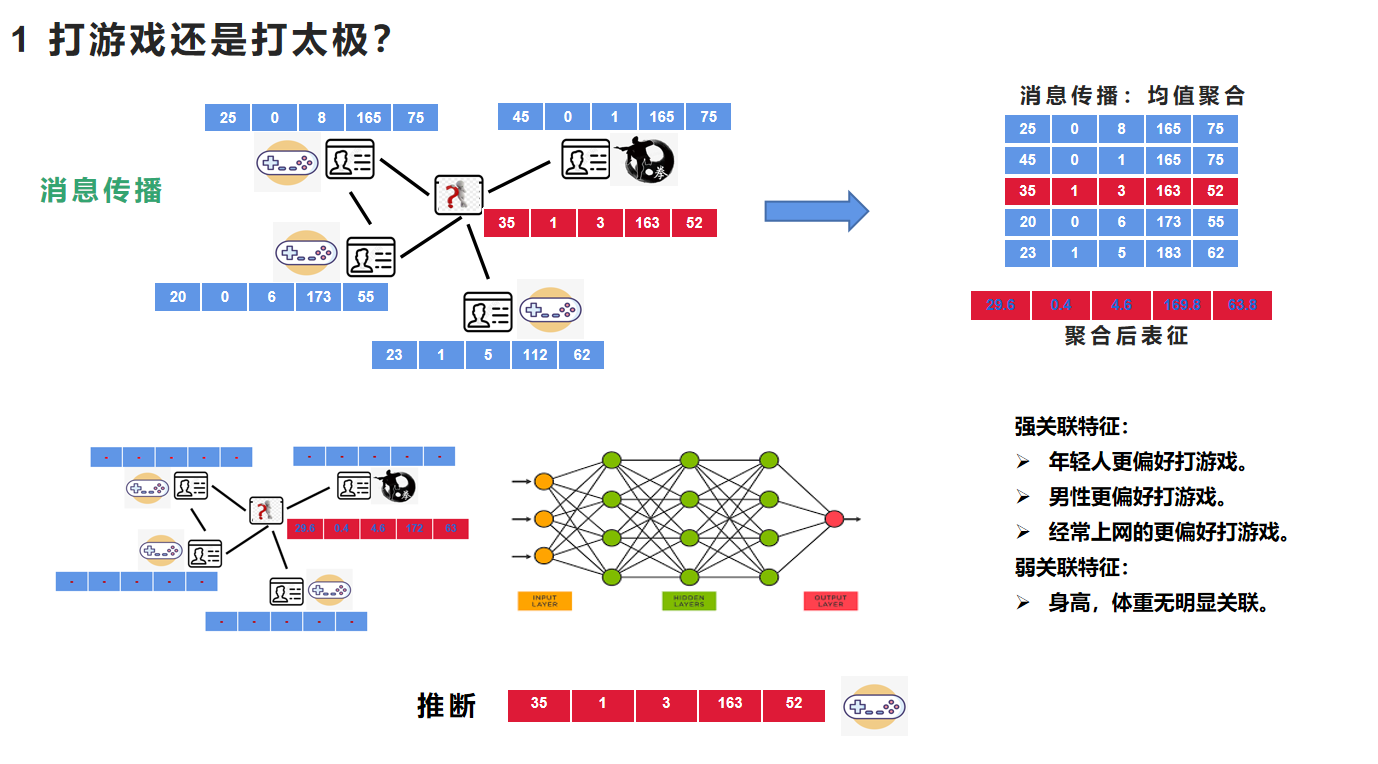 1 打游戏还是打太极？
消息传播
25 0 8 165 75
45 0 1 165 75
拳
35 1 3 163 52
20 0 6 173 55
23 1 5 112 62
消息传播：均值聚合
25 0 8 165 75
45 0 1 165 75
35 1 3 163 52
20 0 6 173 55
23 1 5 183 62
29.6 0.4 4.6 169.8 63.8
聚合后表征
- - - - -
- - - - -
拳
29.6 0.4 4.6 172 63
- - - - -
- - - - -
INPUT LAYER
HIDDEN LAYERS
OUTPUT LAYER
强关联特征：
➢ 年轻人更偏好打游戏。
➢ 男性更偏好打游戏。
➢ 经常上网的更偏好打游戏。
弱关联特征：
➢ 身高，体重无明显关联。
推断
35 1 3 163 52